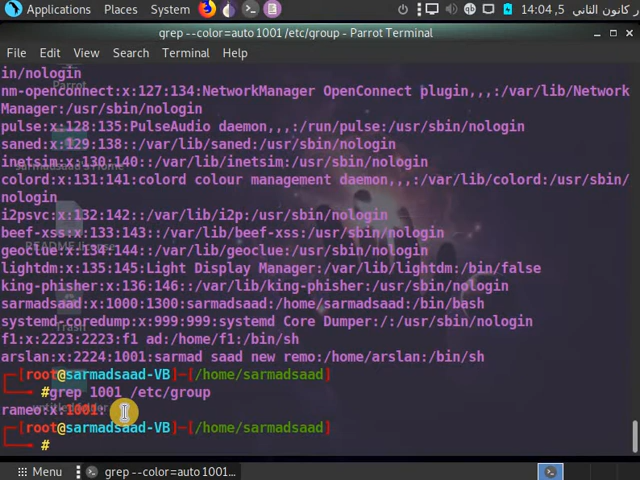 Applications Places System
14:04 ,5 كانون الثاني
grep --color=auto 1001 /etc/group - Parrot Terminal
File Edit View Search Terminal Help
in/nologin
nm-openconnect:x:127:134:NetworkManager OpenConnect plugin,,,:/var/lib/Network
Manager:/usr/sbin/nologin
pulse:x:128:135:PulseAudio daemon,,,:/run/pulse:/usr/sbin/nologin
saned:x:129:138::/var/lib/saned:/usr/sbin/nologin
inetsim:x:130:140::/var/lib/inetsim:/usr/sbin/nologin
colord:x:131:141:colord colour management daemon,,,:/var/lib/colord:/usr/sbin/
nologin
i2psvc:x:132:142::/var/lib/i2p:/usr/sbin/nologin
beef-xss:x:133:143::/var/lib/beef-xss:/usr/sbin/nologin
geoclue:x:134:144::/var/lib/geoclue:/usr/sbin/nologin
lightdm:x:135:145:Light Display Manager:/var/lib/lightdm:/bin/false
king-phisher:x:136:146::/var/lib/king-phisher:/usr/sbin/nologin
sarmadsaad:x:1000:1300:sarmadsaad:/home/sarmadsaad:/bin/bash
systemd-coredump:x:999:999:systemd Core Dumper:/:/usr/sbin/nologin
f1:x:2223:2223:f1 ad:/home/f1:/bin/sh
arslan:x:2224:1001:sarmad saad new remo:/home/arslan:/bin/sh
[root@sarmadsaad-VB]─[/home/sarmadsaad]
#grep 1001 /etc/group
rameo:x:1001:
[root@sarmadsaad-VB]─[/home/sarmadsaad]
#
Menu grep --color=auto 1001...